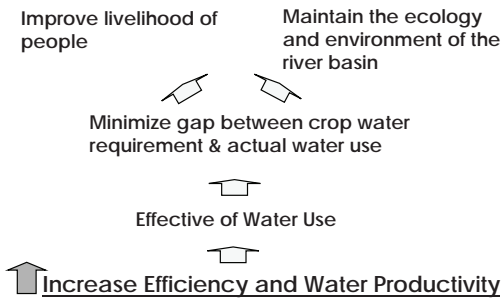 Improve livelihood of
people
Maintain the ecology
and environment of the
river basin
Minimize gap between crop water
requirement & actual water use
Effective of Water Use
Increase Efficiency and Water Productivity